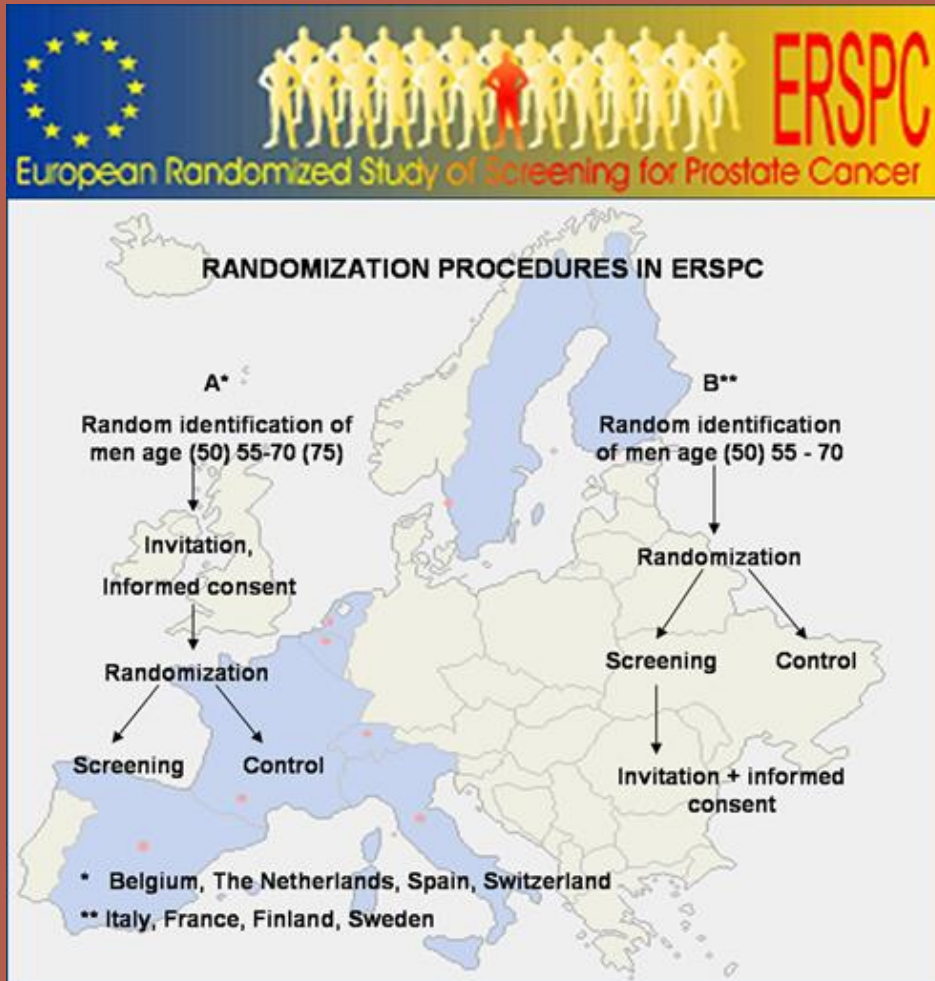 ERSPC
European Randomized Study of Screening for Prostate Cancer
RANDOMIZATION PROCEDURES IN ERSPC
A*
Random identification of
men age (50) 55-70 (75)
Invitation,
Informed consent
Randomization
Screening
Control
B**
Random identification
of men age (50) 55 - 70
Randomization
Screening
Control
Invitation + informed
consent
* Belgium, The Netherlands, Spain, Switzerland
** Italy, France, Finland, Sweden